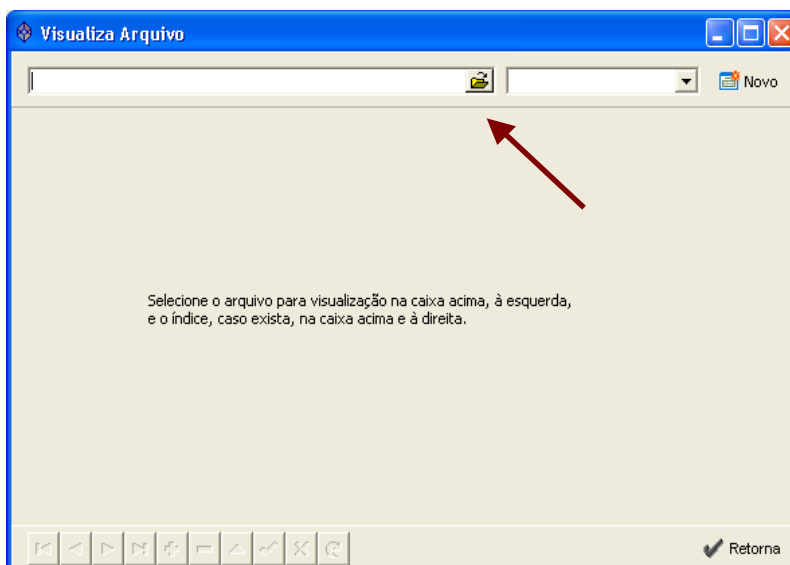 Visualiza Arquivo
Novo
Selecione o arquivo para visualização na caixa acima, à esquerda,
e o índice, caso exista, na caixa acima e à direita.
Retorna